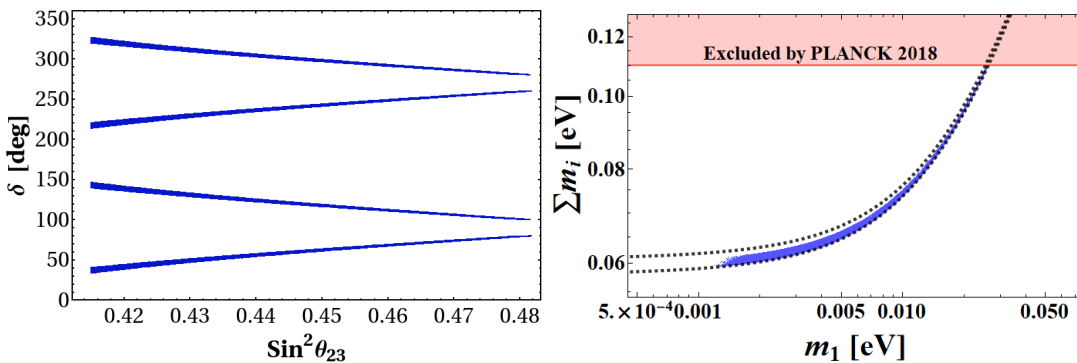 350
300
250
200
150
100
50
0
δ [deg]
0.42 0.43 0.44 0.45 0.46 0.47 0.48
Sin²θ₂₃
0.12
0.10
0.08
0.06
∑mᵢ [eV]
Excluded by PLANCK 2018
5.×10⁻⁴ 0.001 0.005 0.010 0.050
m₁ [eV]